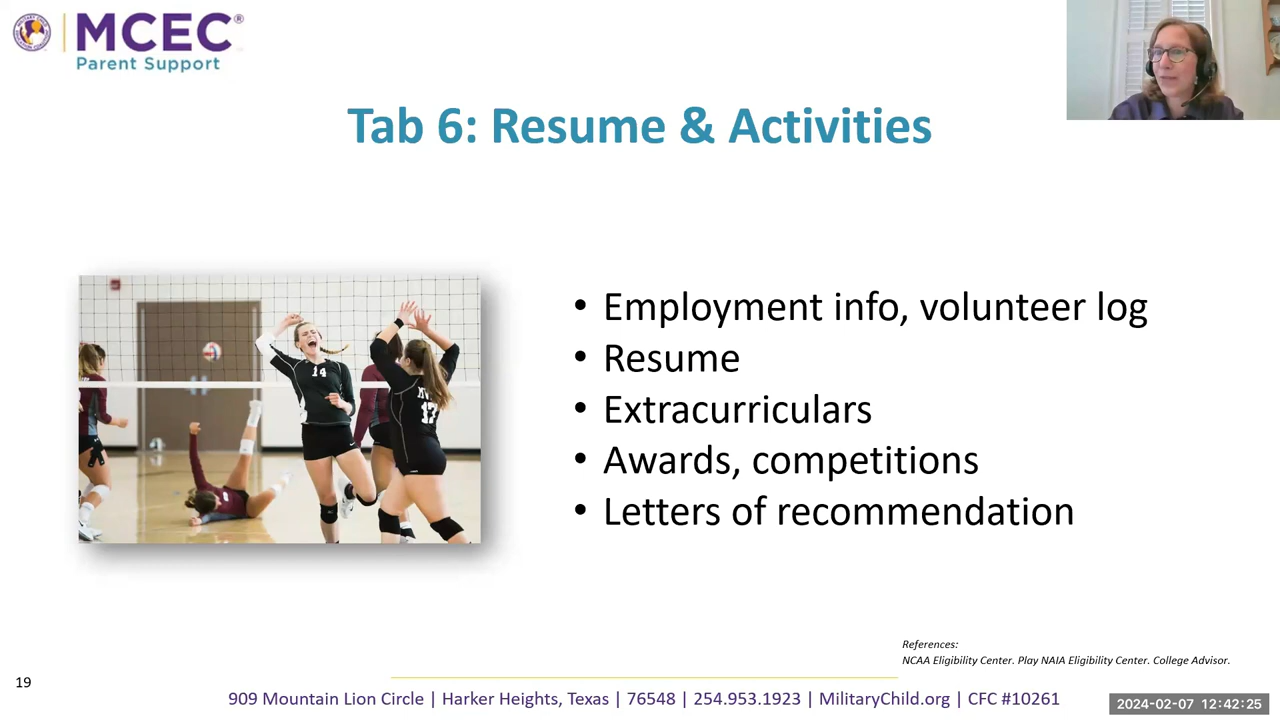 MCEC®
Parent Support
Tab 6: Resume & Activities
14
17
• Employment info, volunteer log
• Resume
• Extracurriculars
• Awards, competitions
• Letters of recommendation
References:
NCAA Eligibility Center. Play NAIA Eligibility Center. College Advisor.
19
909 Mountain Lion Circle | Harker Heights, Texas | 76548 | 254.953.1923 | MilitaryChild.org | CFC #10261
2024-02-07 12:42:25